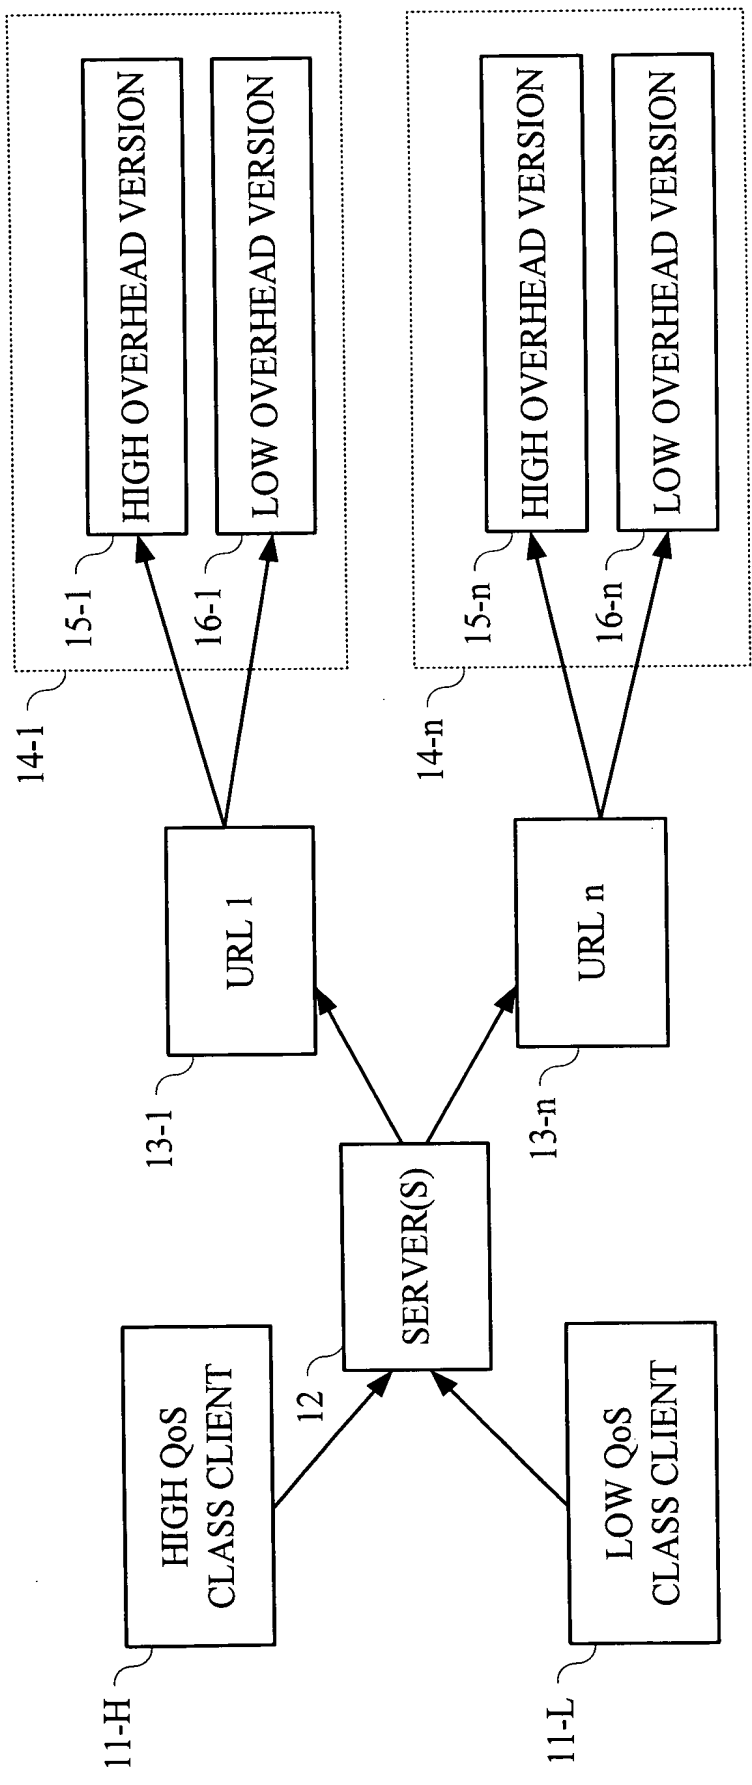 11-H
HIGH QoS
CLASS CLIENT
11-L
LOW QoS
CLASS CLIENT
12
SERVER(S)
13-1
URL 1
13-n
URL n
14-1
15-1
HIGH OVERHEAD VERSION
16-1
LOW OVERHEAD VERSION
14-n
15-n
HIGH OVERHEAD VERSION
16-n
LOW OVERHEAD VERSION